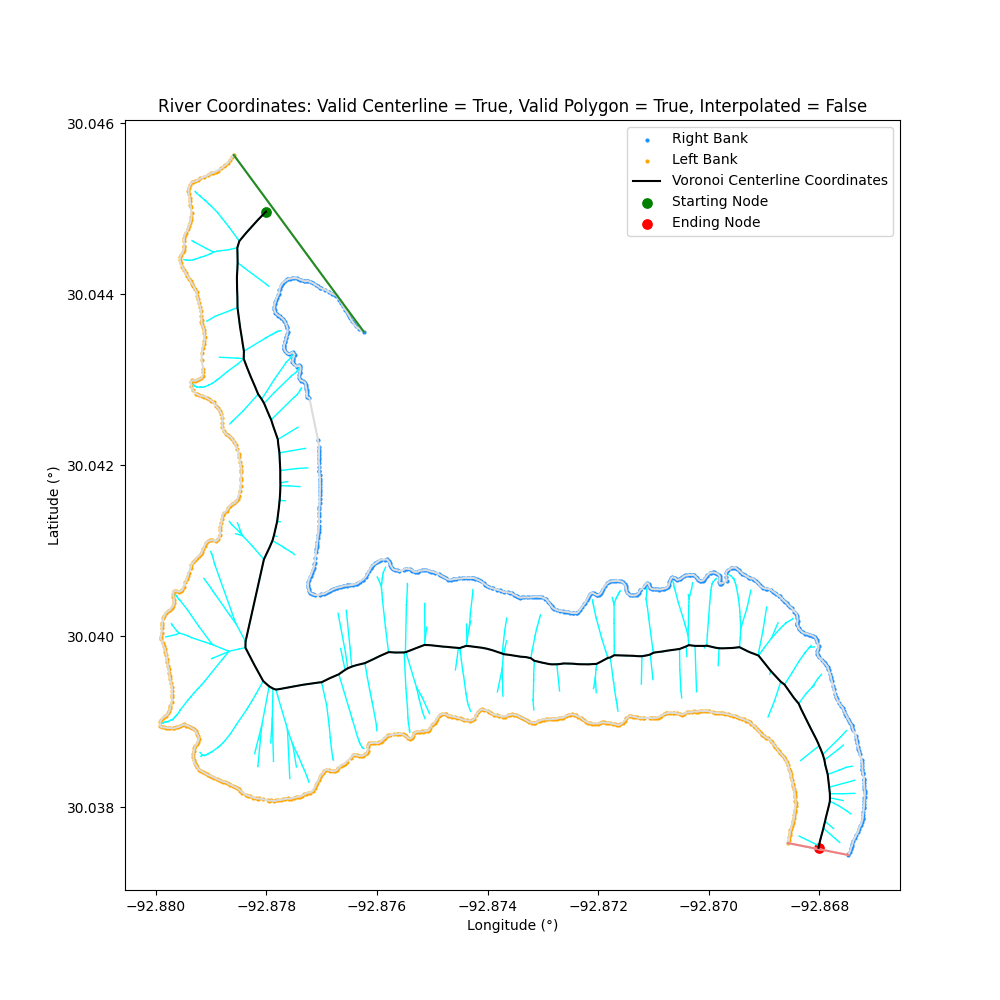 River Coordinates: Valid Centerline = True, Valid Polygon = True, Interpolated = False
Right Bank
Left Bank
Voronoi Centerline Coordinates
Starting Node
Ending Node
30.046
30.044
30.042
30.040
30.038
Latitude (°)
−92.880 −92.878 −92.876 −92.874 −92.872 −92.870 −92.868
Longitude (°)